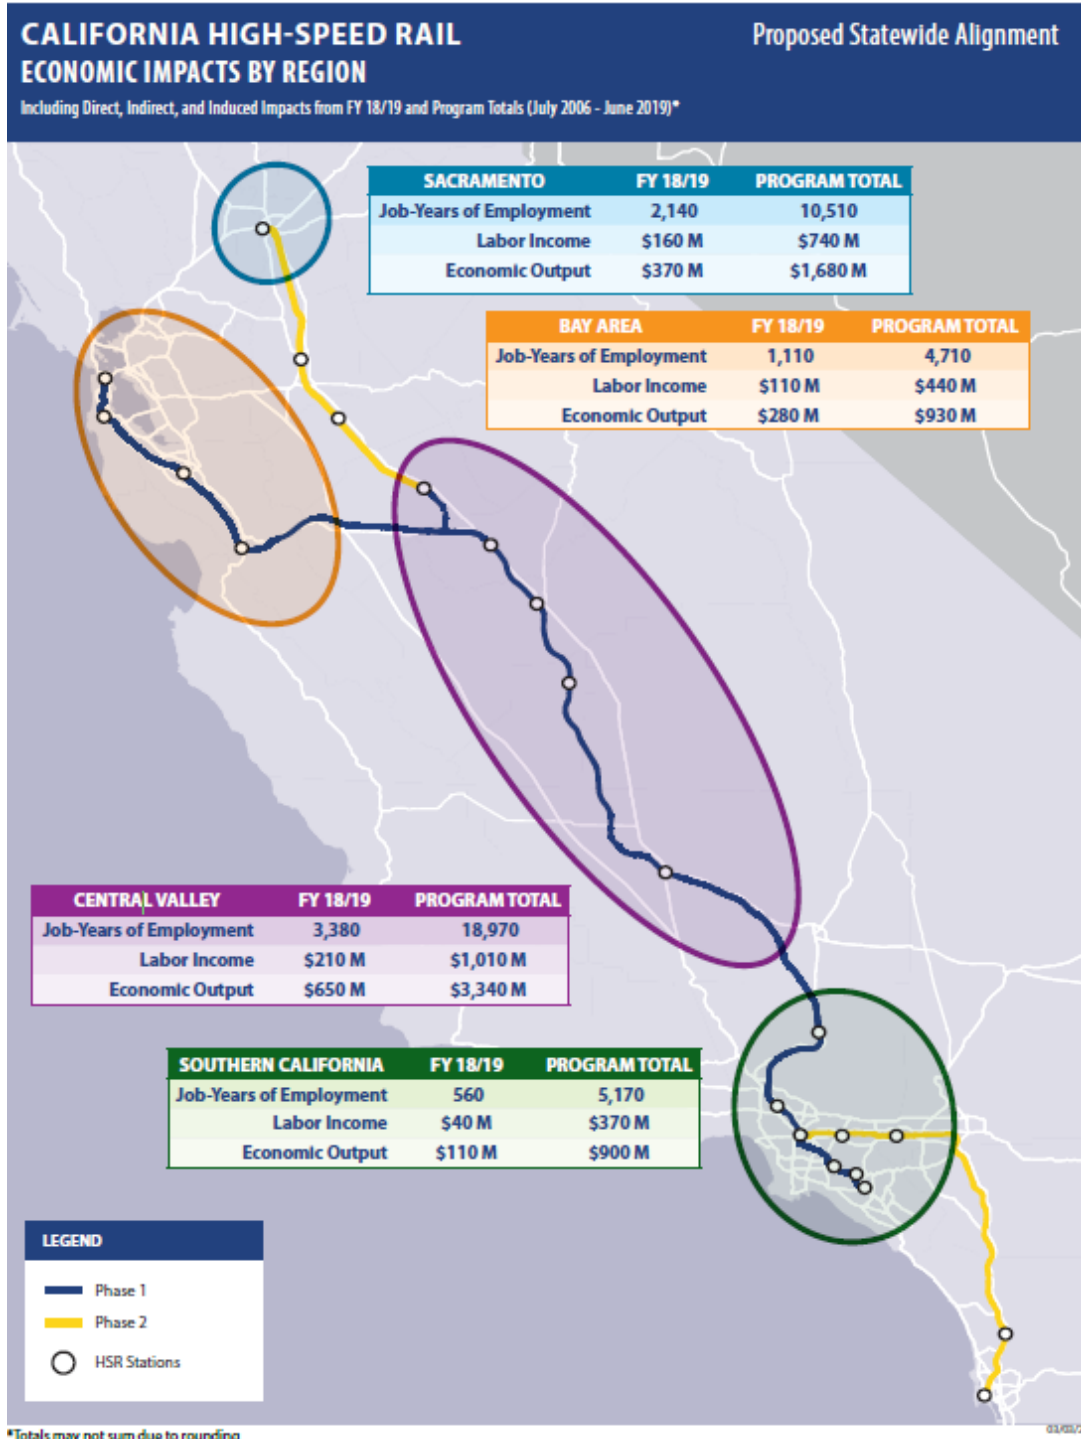 CALIFORNIA HIGH-SPEED RAIL
Proposed Statewide Alignment
ECONOMIC IMPACTS BY REGION
Including Direct, Indirect, and Induced Impacts from FY 18/19 and Program Totals (July 2006 - June 2019)*
SACRAMENTO FY 18/19 PROGRAM TOTAL
Job-Years of Employment 2,140 10,510
Labor Income $160 M $740 M
Economic Output $370 M $1,680 M
BAY AREA FY 18/19 PROGRAM TOTAL
Job-Years of Employment 1,110 4,710
Labor Income $110 M $440 M
Economic Output $280 M $930 M
CENTRAL VALLEY FY 18/19 PROGRAM TOTAL
Job-Years of Employment 3,380 18,970
Labor Income $210 M $1,010 M
Economic Output $650 M $3,340 M
SOUTHERN CALIFORNIA FY 18/19 PROGRAM TOTAL
Job-Years of Employment 560 5,170
Labor Income $40 M $370 M
Economic Output $110 M $900 M
LEGEND
Phase 1
Phase 2
HSR Stations
*Totals may not sum due to rounding